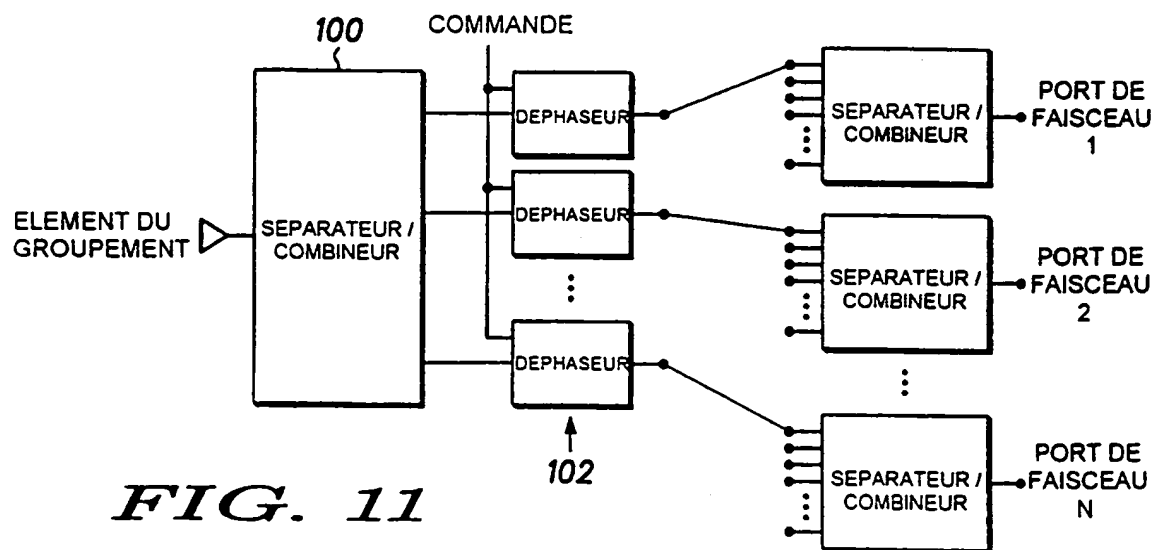 100
COMMANDE
SEPARATEUR /
COMBINEUR
DEPHASEUR
DEPHASEUR
DEPHASEUR
102
ELEMENT DU
GROUPEMENT
SEPARATEUR /
COMBINEUR
PORT DE
FAISCEAU
1
SEPARATEUR /
COMBINEUR
PORT DE
FAISCEAU
2
SEPARATEUR /
COMBINEUR
PORT DE
FAISCEAU
N
FIG. 11